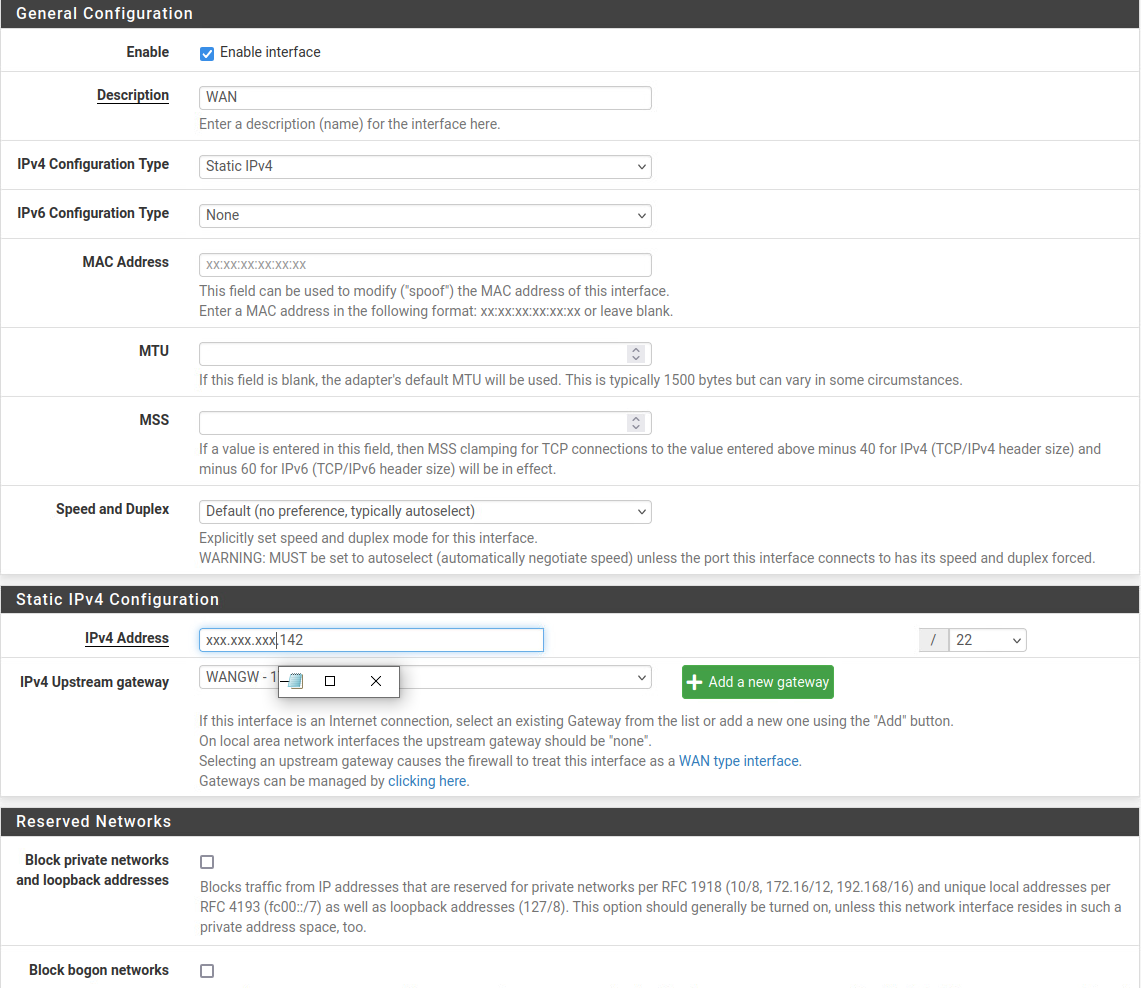 General Configuration
Enable
Enable interface
Description
WAN
Enter a description (name) for the interface here.
IPv4 Configuration Type
Static IPv4
IPv6 Configuration Type
None
MAC Address
xx:xx:xx:xx:xx:xx
This field can be used to modify ("spoof") the MAC address of this interface.
Enter a MAC address in the following format: xx:xx:xx:xx:xx:xx or leave blank.
MTU
If this field is blank, the adapter's default MTU will be used. This is typically 1500 bytes but can vary in some circumstances.
MSS
If a value is entered in this field, then MSS clamping for TCP connections to the value entered above minus 40 for IPv4 (TCP/IPv4 header size) and
minus 60 for IPv6 (TCP/IPv6 header size) will be in effect.
Speed and Duplex
Default (no preference, typically autoselect)
Explicitly set speed and duplex mode for this interface.
WARNING: MUST be set to autoselect (automatically negotiate speed) unless the port this interface connects to has its speed and duplex forced.
Static IPv4 Configuration
IPv4 Address
xxx.xxx.xxx.142
/ 22
IPv4 Upstream gateway
WANGW - 1
+ Add a new gateway
If this interface is an Internet connection, select an existing Gateway from the list or add a new one using the "Add" button.
On local area network interfaces the upstream gateway should be "none".
Selecting an upstream gateway causes the firewall to treat this interface as a WAN type interface.
Gateways can be managed by clicking here.
Reserved Networks
Block private networks
and loopback addresses
Blocks traffic from IP addresses that are reserved for private networks per RFC 1918 (10/8, 172.16/12, 192.168/16) and unique local addresses per
RFC 4193 (fc00::/7) as well as loopback addresses (127/8). This option should generally be turned on, unless this network interface resides in such a
private address space, too.
Block bogon networks